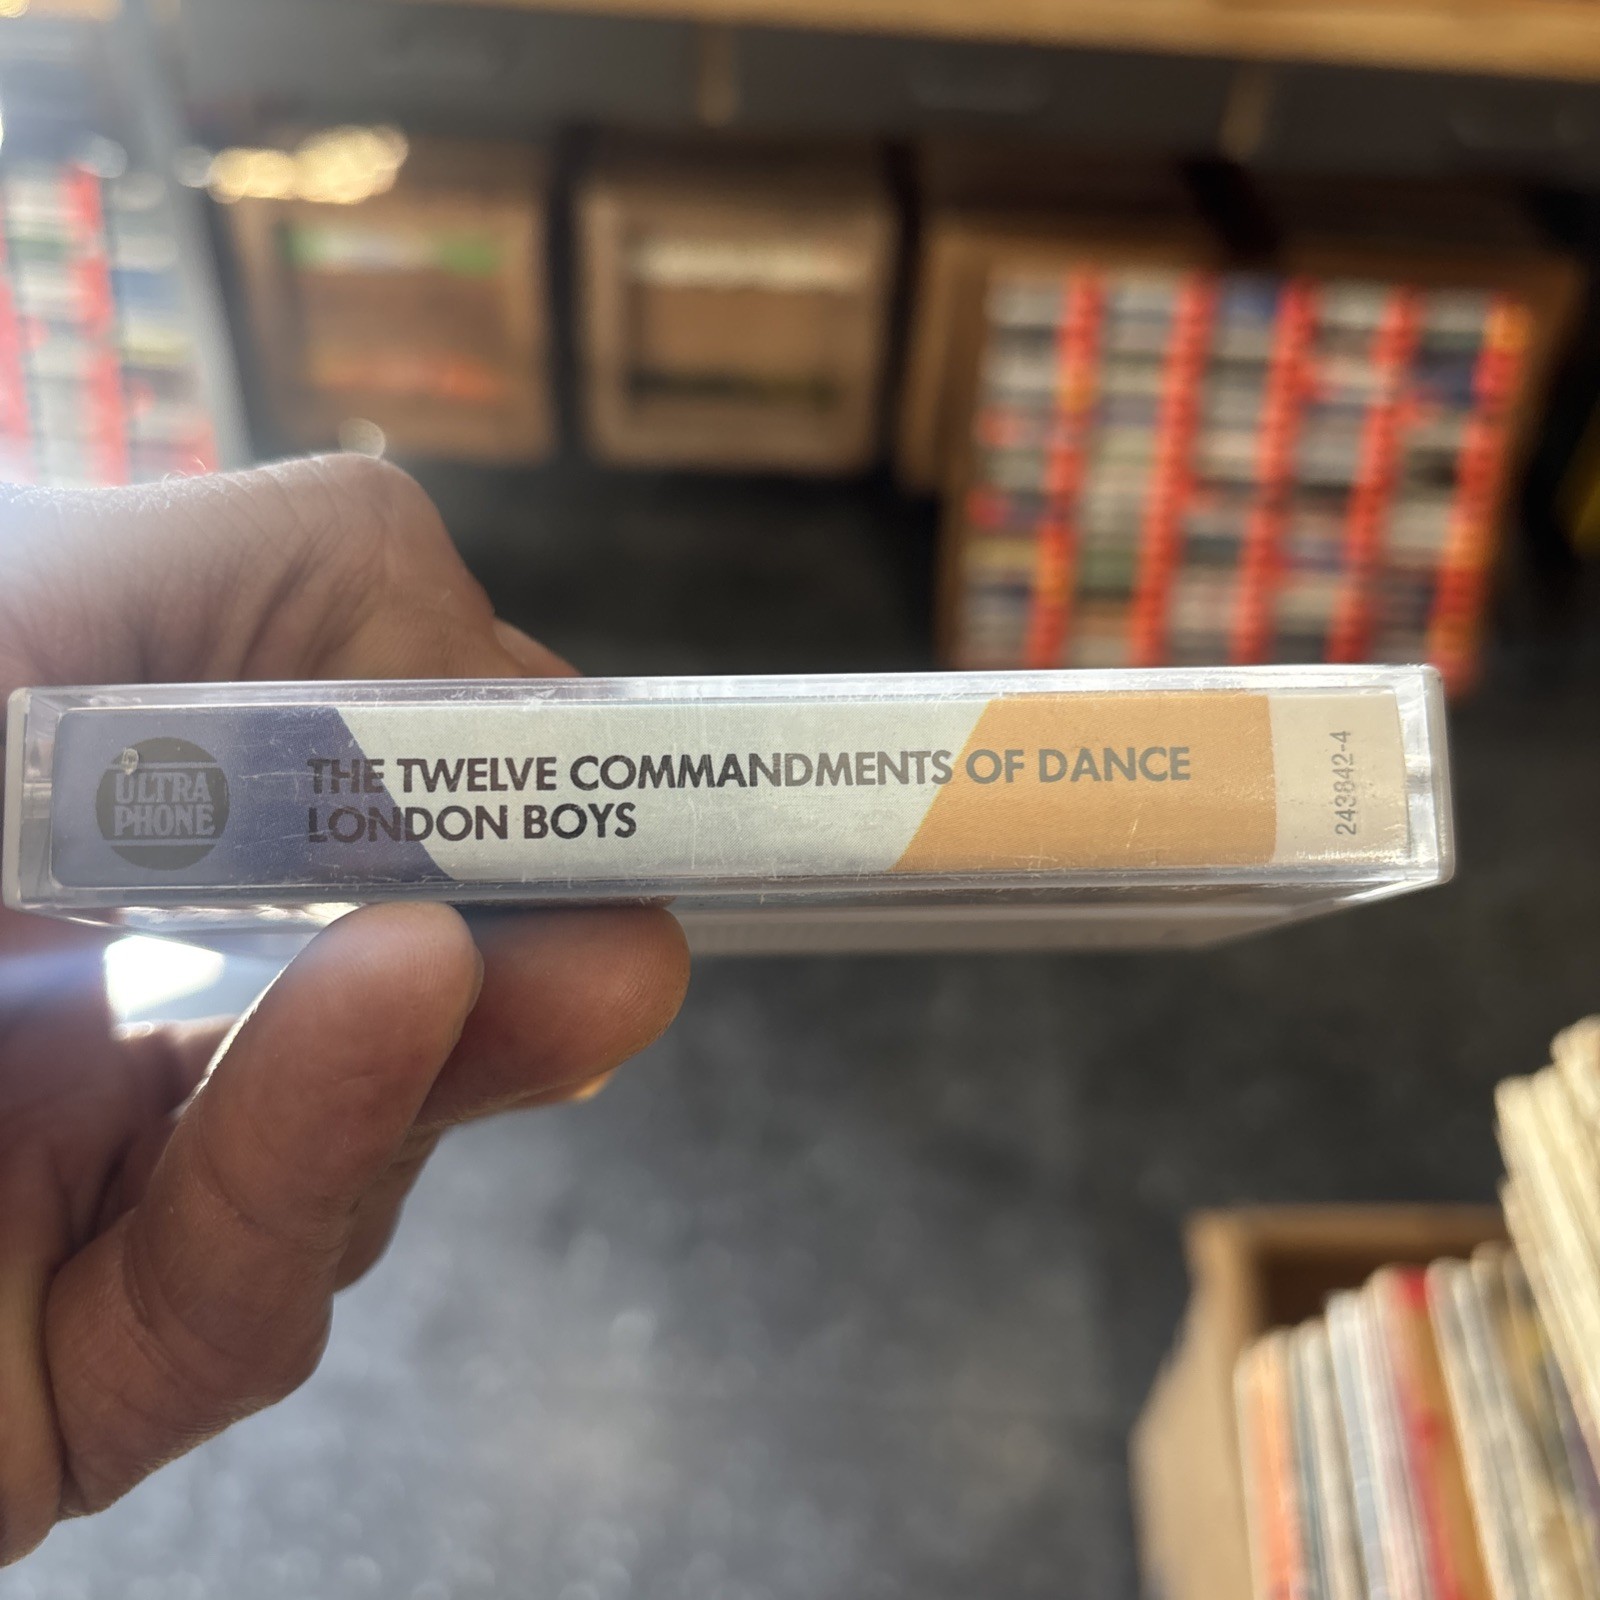 ULTRA
PHONE
THE TWELVE COMMANDMENTS OF DANCE
LONDON BOYS
243842-4